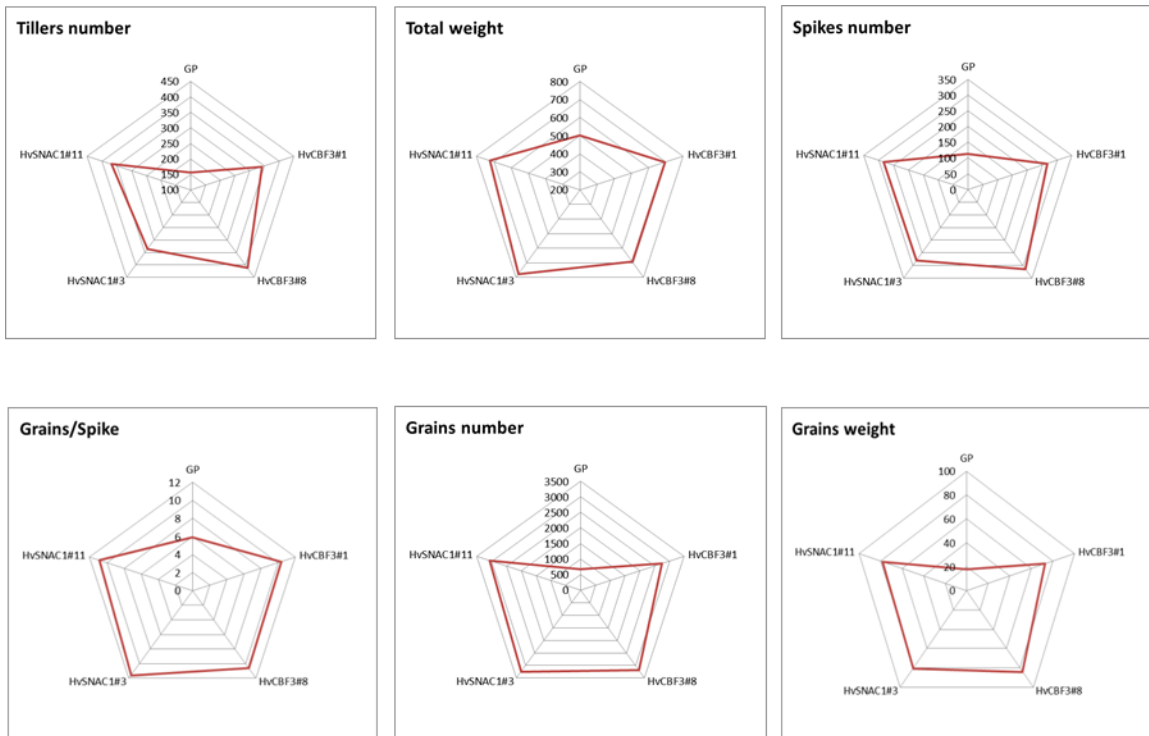 Tillers number
GP
450
400
350
300
250
200
150
100
HvSNAC1#11
HvCBF3#1
HvSNAC1#3
HvCBF3#8
Total weight
GP
800
700
600
500
400
300
200
HvSNAC1#11
HvCBF3#1
HvSNAC1#3
HvCBF3#8
Spikes number
GP
350
300
250
200
150
100
50
0
HvSNAC1#11
HvCBF3#1
HvSNAC1#3
HvCBF3#8
Grains/Spike
GP
12
10
8
6
4
2
0
HvSNAC1#11
HvCBF3#1
HvSNAC1#3
HvCBF3#8
Grains number
GP
3500
3000
2500
2000
1500
1000
500
0
HvSNAC1#11
HvCBF3#1
HvSNAC1#3
HvCBF3#8
Grains weight
GP
100
80
60
40
20
0
HvSNAC1#11
HvCBF3#1
HvSNAC1#3
HvCBF3#8